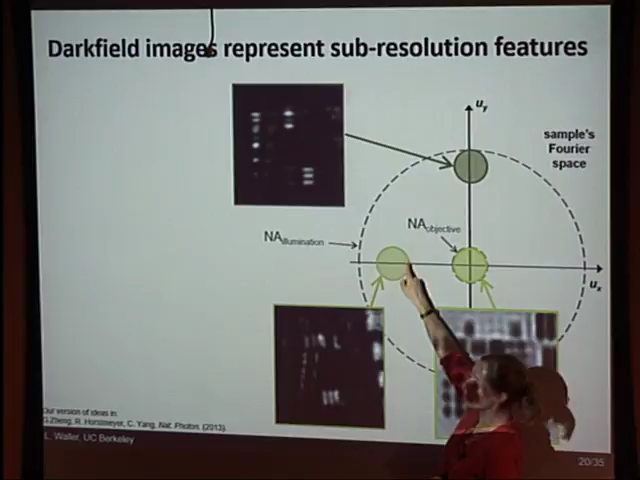 Darkfield images represent sub-resolution features
u_y
sample's
Fourier
space
NA_objective
NA_illumination
u_x
Our version of ideas in:
G Zheng, R. Horstmeyer, C. Yang, Nat. Photos. (2013).
L. Waller, UC Berkeley
20/35